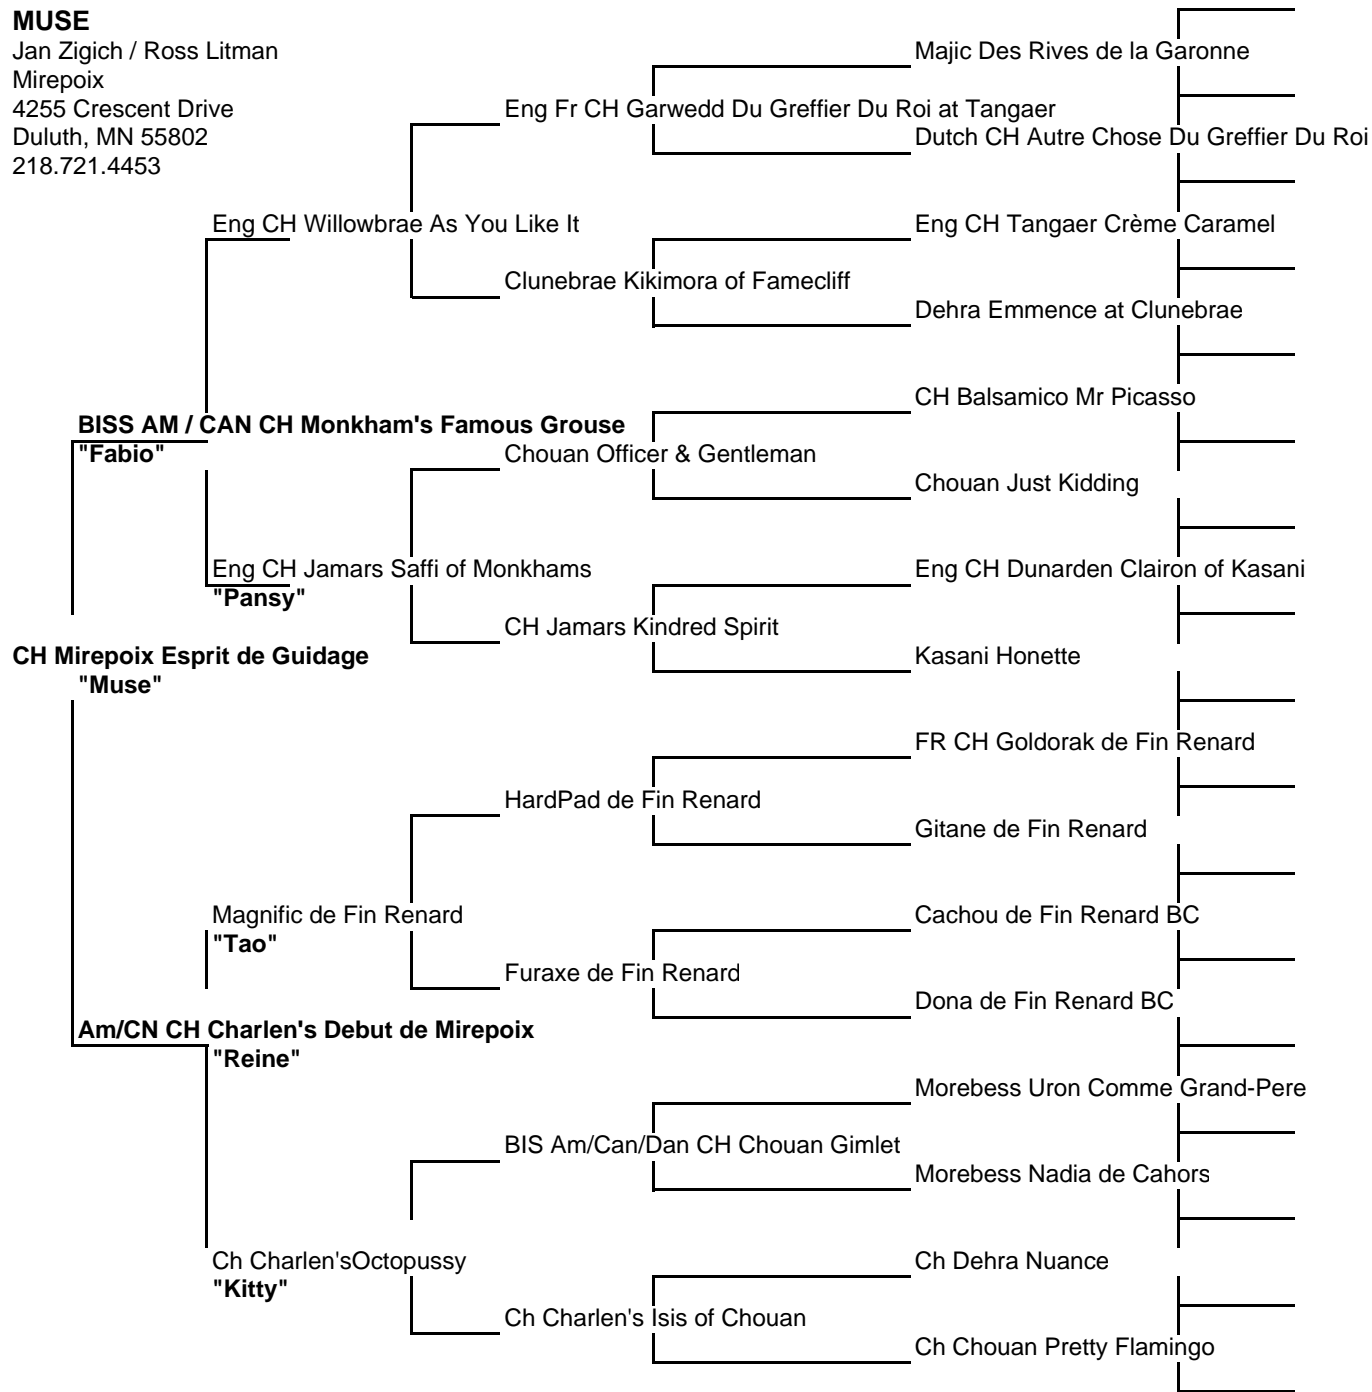 MUSE
Jan Zigich / Ross Litman
Mirepoix
4255 Crescent Drive
Duluth, MN 55802
218.721.4453
Majic Des Rives de la Garonne
Eng Fr CH Garwedd Du Greffier Du Roi at Tangaer
Dutch CH Autre Chose Du Greffier Du Roi
Eng CH Willowbrae As You Like It
Eng CH Tangaer Crème Caramel
Clunebrae Kikimora of Famecliff
Dehra Emmence at Clunebrae
CH Balsamico Mr Picasso
BISS AM / CAN CH Monkham's Famous Grouse
"Fabio"
Chouan Officer & Gentleman
Chouan Just Kidding
Eng CH Jamars Saffi of Monkhams
"Pansy"
Eng CH Dunarden Clairon of Kasani
CH Jamars Kindred Spirit
Kasani Honette
CH Mirepoix Esprit de Guidage
"Muse"
FR CH Goldorak de Fin Renard
HardPad de Fin Renard
Gitane de Fin Renard
Magnific de Fin Renard
"Tao"
Cachou de Fin Renard BC
Furaxe de Fin Renard
Dona de Fin Renard BC
Am/CN CH Charlen's Debut de Mirepoix
"Reine"
Morebess Uron Comme Grand-Pere
BIS Am/Can/Dan CH Chouan Gimlet
Morebess Nadia de Cahors
Ch Charlen'sOctopussy
"Kitty"
Ch Dehra Nuance
Ch Charlen's Isis of Chouan
Ch Chouan Pretty Flamingo